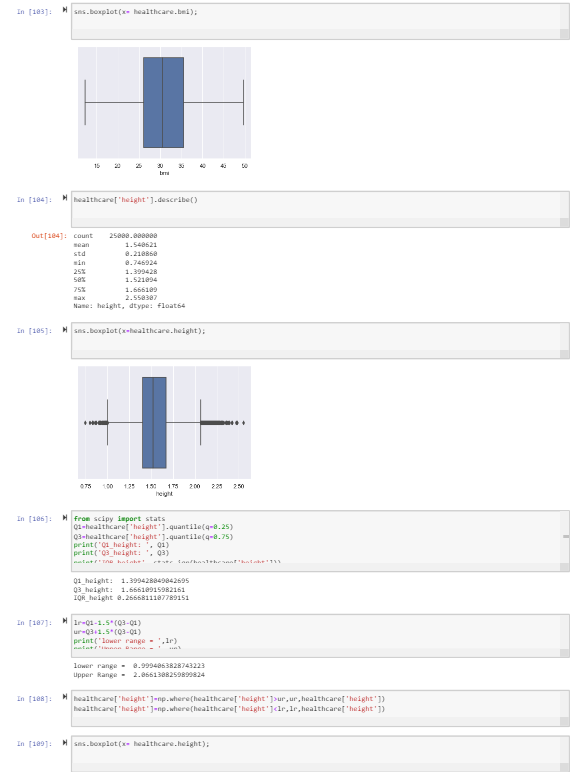 In [103]: sns.boxplot(x= healthcare.bmi);
15 20 25 30 35 40 45 50
bmi
In [104]: healthcare['height'].describe()
Out[104]: count 25000.000000
mean 1.540621
std 0.210860
min 0.746924
25% 1.399428
50% 1.521094
75% 1.666109
max 2.550307
Name: height, dtype: float64
In [105]: sns.boxplot(x=healthcare.height);
0.75 1.00 1.25 1.50 1.75 2.00 2.25 2.50
height
In [106]: from scipy import stats
Q1=healthcare['height'].quantile(q=0.25)
Q3=healthcare['height'].quantile(q=0.75)
print('Q1_height: ', Q1)
print('Q3_height: ', Q3)
print('IQR_height', stats.iqr(healthcare['height']))
Q1_height: 1.399428049042695
Q3_height: 1.66610915982161
IQR_height 0.2666811107789151
In [107]: lr=Q1-1.5*(Q3-Q1)
ur=Q3+1.5*(Q3-Q1)
print('lower range = ',lr)
print('Upper Range = ', ur)
lower range = 0.9994063828743223
Upper Range = 2.0661308259899824
In [108]: healthcare['height']=np.where(healthcare['height']>ur,ur,healthcare['height'])
healthcare['height']=np.where(healthcare['height']<lr,lr,healthcare['height'])
In [109]: sns.boxplot(x= healthcare.height);